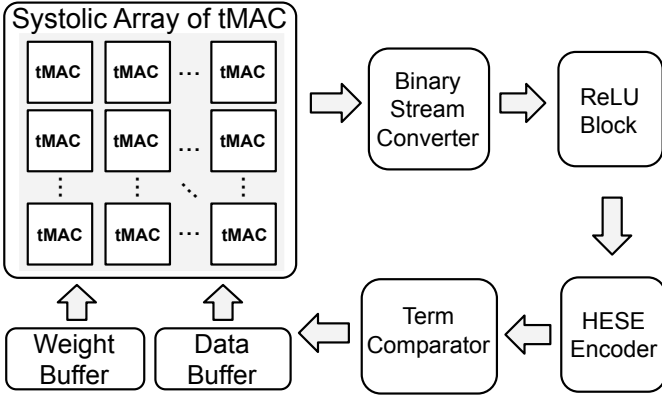 Systolic Array of tMAC
tMAC tMAC ... tMAC
tMAC tMAC ... tMAC
tMAC tMAC ... tMAC
Binary
Stream
Converter
ReLU
Block
HESE
Encoder
Term
Comparator
Data
Buffer
Weight
Buffer